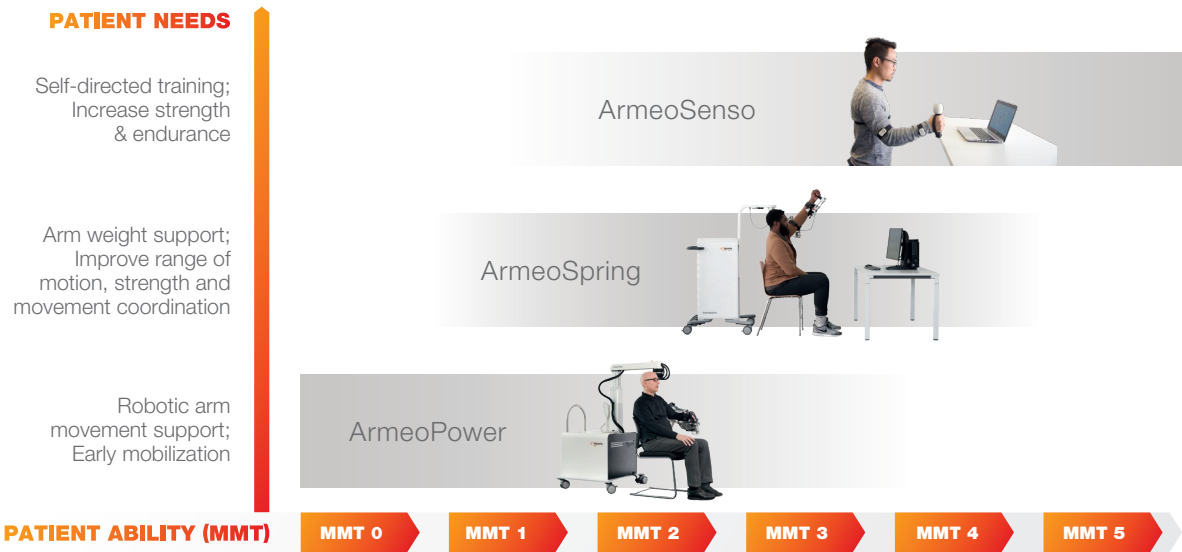 PATIENT NEEDS
Self-directed training;
Increase strength
& endurance
ArmeoSenso
Arm weight support;
Improve range of
motion, strength and
movement coordination
ArmeoSpring
Robotic arm
movement support;
Early mobilization
ArmeoPower
PATIENT ABILITY (MMT)
MMT 0
MMT 1
MMT 2
MMT 3
MMT 4
MMT 5